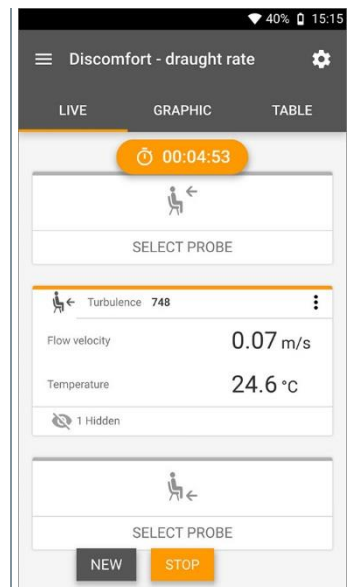 40% 15:15
Discomfort - draught rate
LIVE GRAPHIC TABLE
00:04:53
SELECT PROBE
Turbulence 748
Flow velocity 0.07 m/s
Temperature 24.6 °C
1 Hidden
SELECT PROBE
NEW STOP